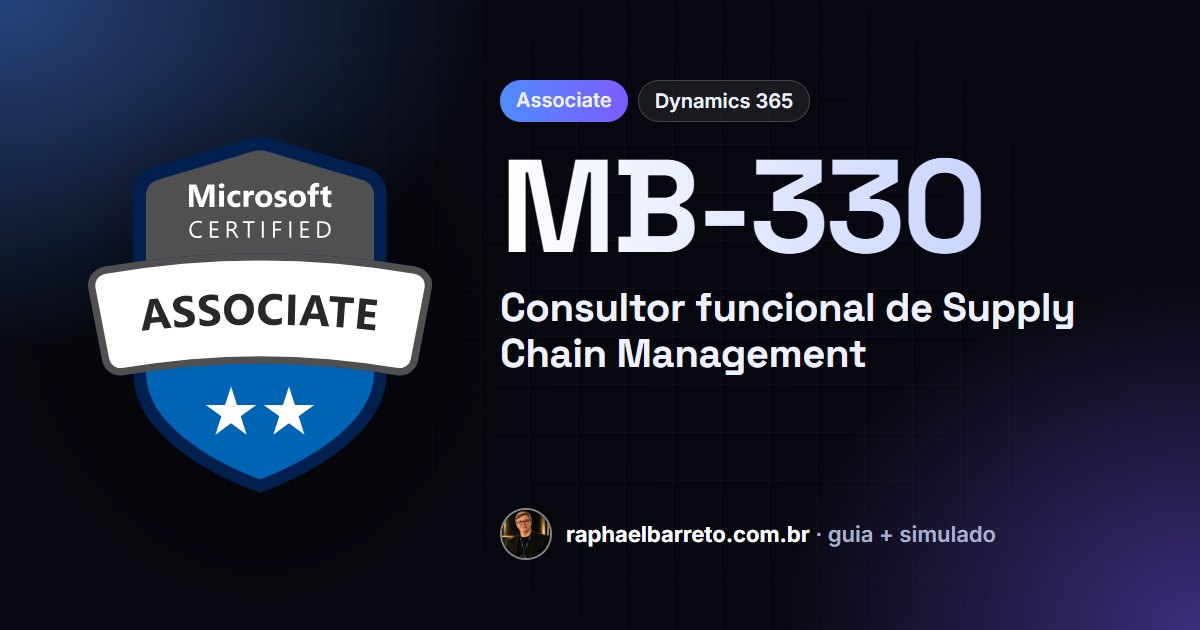 Microsoft
CERTIFIED
ASSOCIATE
Associate
Dynamics 365
MB-330
Consultor funcional de Supply
Chain Management
raphaelbarreto.com.br · guia + simulado